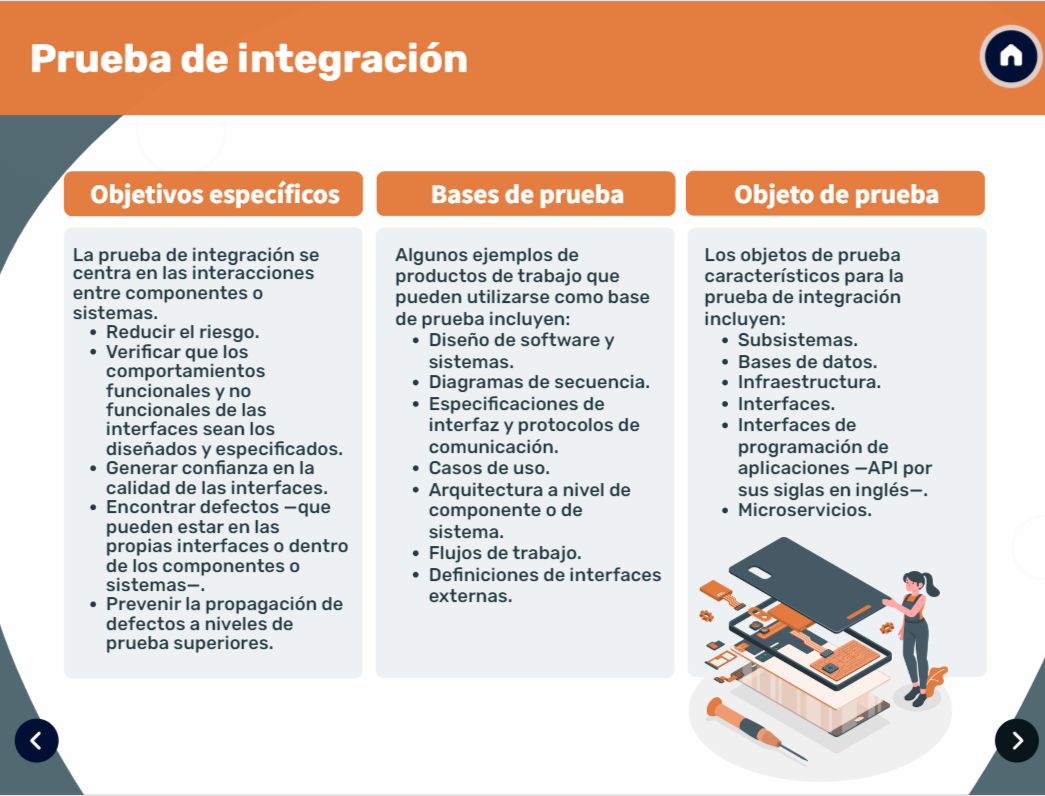 Prueba de integración
Objetivos específicos
La prueba de integración se
centra en las interacciones
entre componentes o
sistemas.
• Reducir el riesgo.
• Verificar que los
comportamientos
funcionales y no
funcionales de las
interfaces sean los
diseñados y especificados.
• Generar confianza en la
calidad de las interfaces.
• Encontrar defectos —que
pueden estar en las
propias interfaces o dentro
de los componentes o
sistemas—.
• Prevenir la propagación de
defectos a niveles de
prueba superiores.
Bases de prueba
Algunos ejemplos de
productos de trabajo que
pueden utilizarse como base
de prueba incluyen:
• Diseño de software y
sistemas.
• Diagramas de secuencia.
• Especificaciones de
interfaz y protocolos de
comunicación.
• Casos de uso.
• Arquitectura a nivel de
componente o de
sistema.
• Flujos de trabajo.
• Definiciones de interfaces
externas.
Objeto de prueba
Los objetos de prueba
característicos para la
prueba de integración
incluyen:
• Subsistemas.
• Bases de datos.
• Infraestructura.
• Interfaces.
• Interfaces de
programación de
aplicaciones —API por
sus siglas en inglés—.
• Microservicios.